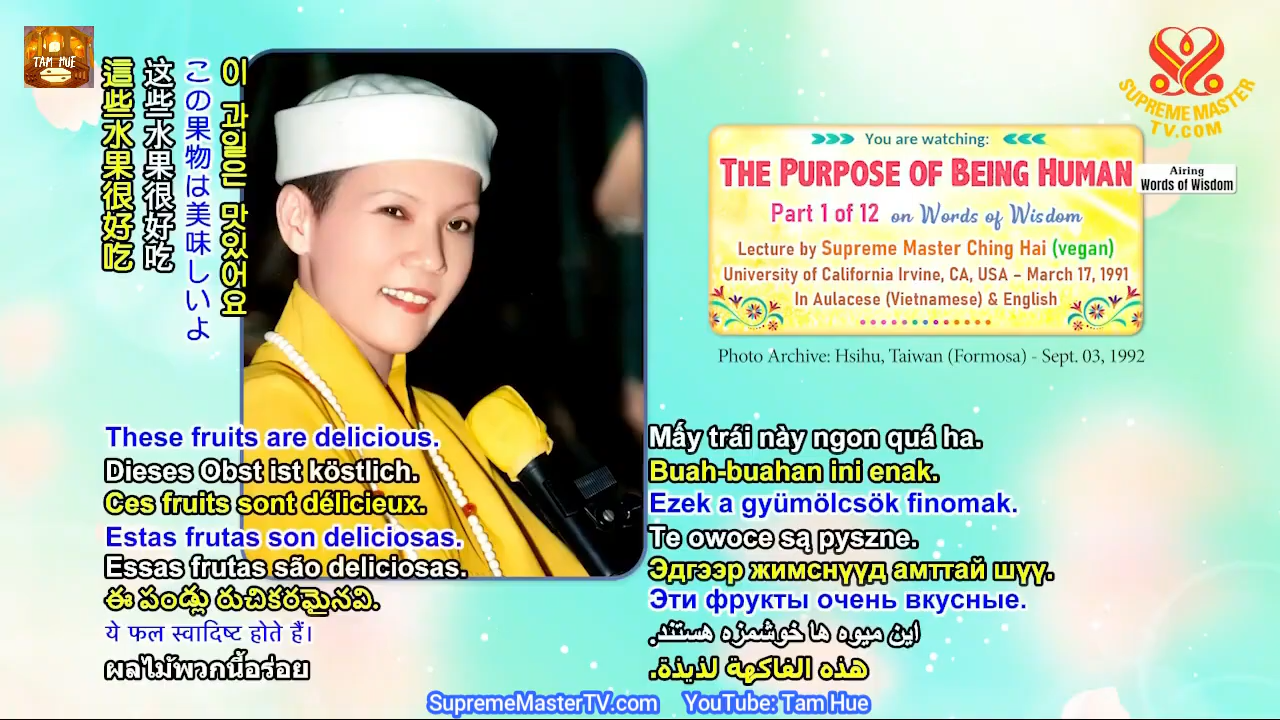 TAM HUE
這些水果很好吃
这些水果很好吃
この果物は美味しいよ
이 과일은 맛있어요
SUPREME MASTER
TV.COM
You are watching:
THE PURPOSE OF BEING HUMAN
Part 1 of 12 on Words of Wisdom
Lecture by Supreme Master Ching Hai (vegan)
University of California Irvine, CA, USA – March 17, 1991
In Aulacese (Vietnamese) & English
Airing
Words of Wisdom
Photo Archive: Hsihu, Taiwan (Formosa) - Sept. 03, 1992
These fruits are delicious.
Dieses Obst ist köstlich.
Ces fruits sont délicieux.
Estas frutas son deliciosas.
Essas frutas são deliciosas.
ఈ పండ్లు రుచికరమైనవి.
ये फल स्वादिष्ट होते हैं।
ผลไม้พวกนี้อร่อย
Mấy trái này ngon quá ha.
Buah-buahan ini enak.
Ezek a gyümölcsök finomak.
Te owoce są pyszne.
Эдгээр жимснүүд амттай шүү.
Эти фрукты очень вкусные.
این میوه ها خوشمزه هستند.
هذه الفاكهة لذيذة.
SupremeMasterTV.com YouTube: Tam Hue